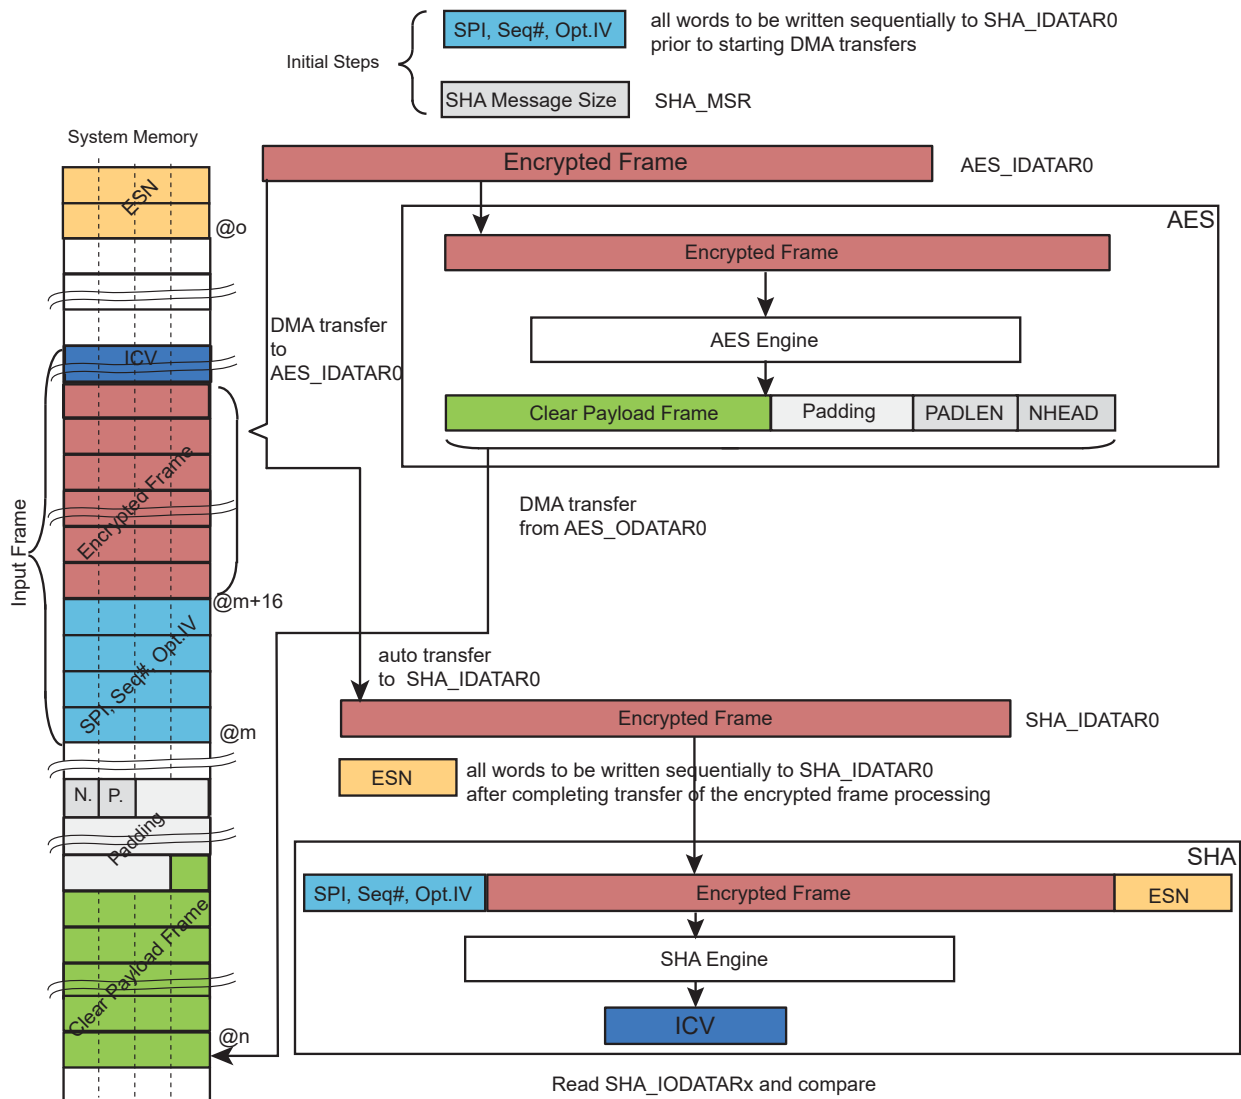 SPI, Seq#, Opt.IV
all words to be written sequentially to SHA_IDATAR0
prior to starting DMA transfers
Initial Steps
SHA Message Size
SHA_MSR
System Memory
Encrypted Frame
AES_IDATAR0
ESN
@o
AES
Encrypted Frame
DMA transfer
to
AES_IDATAR0
AES Engine
ICV
Clear Payload Frame
Padding
PADLEN
NHEAD
Input Frame
Encrypted Frame
DMA transfer
from AES_ODATAR0
@m+16
SPI, Seq#, Opt.IV
auto transfer
to SHA_IDATAR0
@m
Encrypted Frame
SHA_IDATAR0
ESN
all words to be written sequentially to SHA_IDATAR0
after completing transfer of the encrypted frame processing
N.
P.
Padding
SHA
SPI, Seq#, Opt.IV
Encrypted Frame
ESN
Clear Payload Frame
SHA Engine
ICV
@n
Read SHA_IODATARx and compare